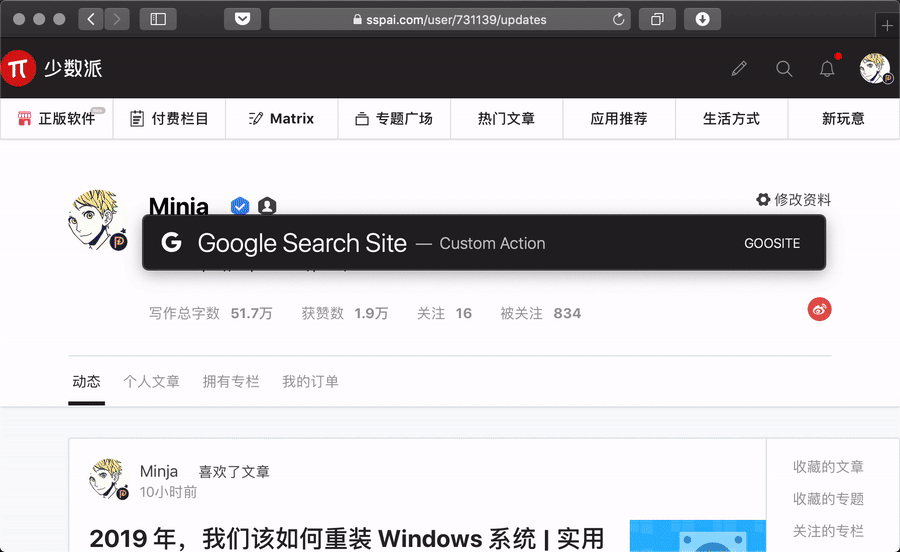 sspai.com/user/731139/updates
少数派
正版软件 付费栏目 Matrix 专题广场 热门文章 应用推荐 生活方式 新玩意
Minja
修改资料
Google Search Site — Custom Action GOOSITE
写作总字数 51.7万 获赞数 1.9万 关注 16 被关注 834
动态 个人文章 拥有专栏 我的订单
Minja 喜欢了文章
10小时前
2019 年，我们该如何重装 Windows 系统 | 实用
收藏的文章
收藏的专题
关注的专栏